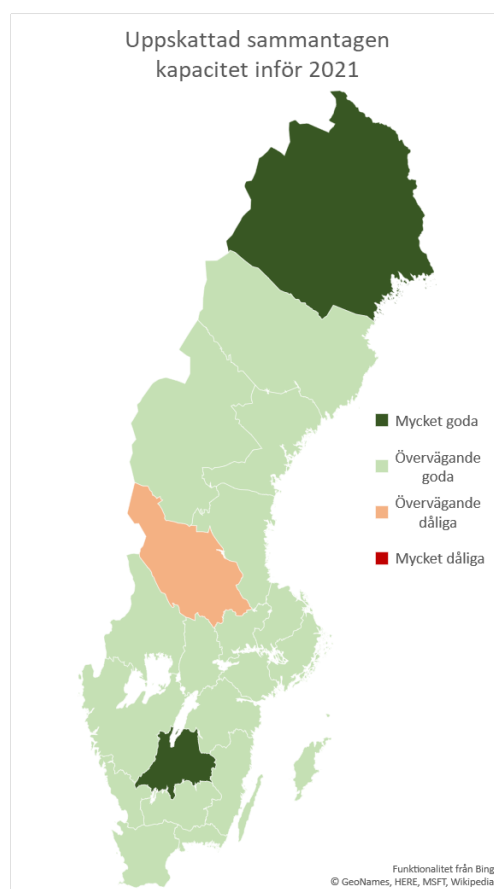 Uppskattad sammantagen
kapacitet inför 2021
Mycket goda
Övervägande
goda
Övervägande
dåliga
Mycket dåliga
Funktionalitet från Bing
© GeoNames, HERE, MSFT, Wikipedia